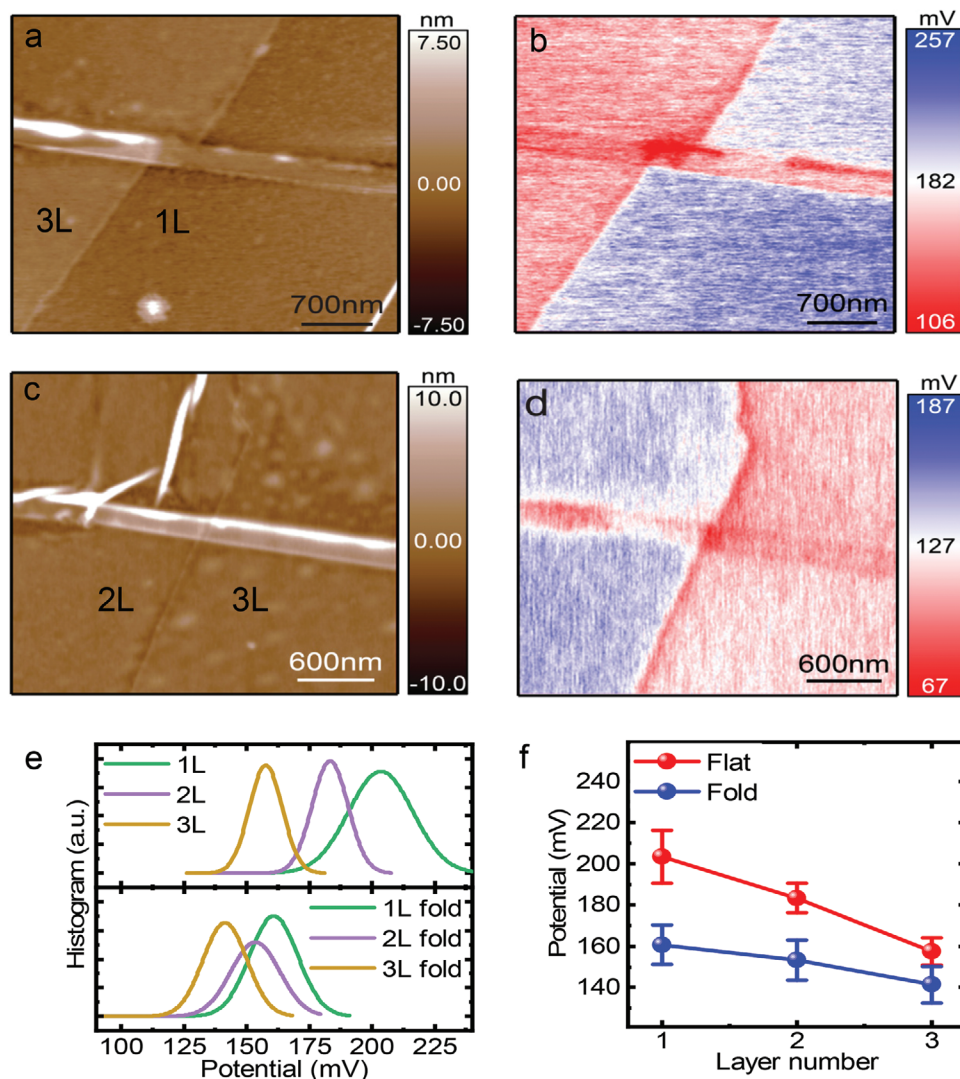 a
nm
7.50
0.00
-7.50
3L
1L
700nm
b
mV
257
182
106
700nm
c
nm
10.0
0.00
-10.0
2L
3L
600nm
d
mV
187
127
67
600nm
e
1L
2L
3L
1L fold
2L fold
3L fold
Histogram (a.u.)
100 125 150 175 200 225
Potential (mV)
f
Flat
Fold
240
220
200
180
160
140
Potential (mV)
1 2 3
Layer number